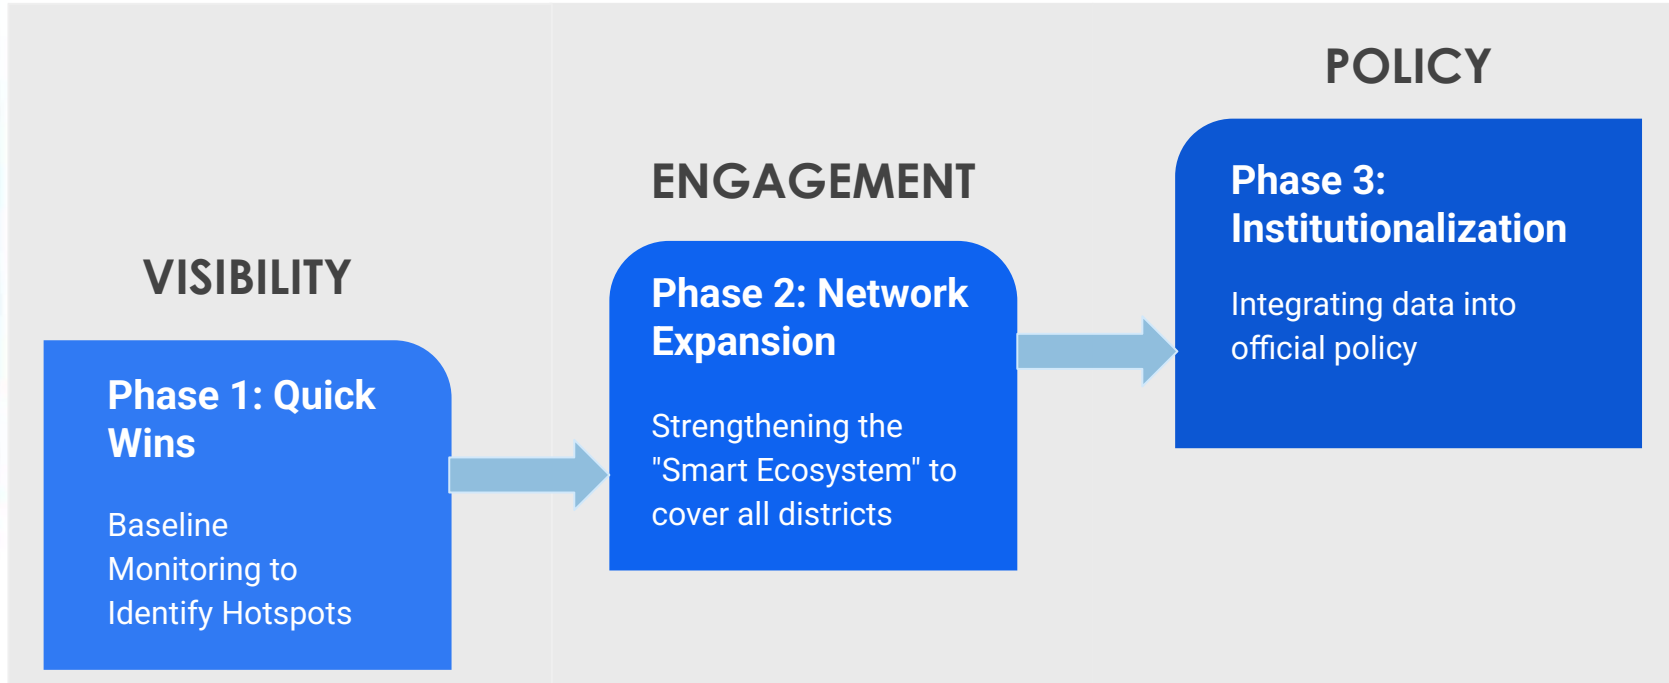 VISIBILITY
Phase 1: Quick
Wins
Baseline
Monitoring to
Identify Hotspots
ENGAGEMENT
Phase 2: Network
Expansion
Strengthening the
"Smart Ecosystem" to
cover all districts
POLICY
Phase 3:
Institutionalization
Integrating data into
official policy